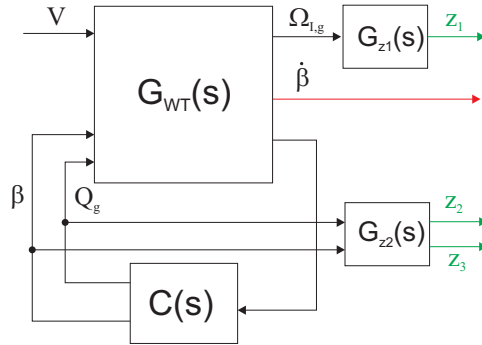 V
Ω_{I,g}
G_{z1}(s)
z_1
G_{WT}(s)
β̇
β
Q_g
z_2
G_{z2}(s)
z_3
C(s)